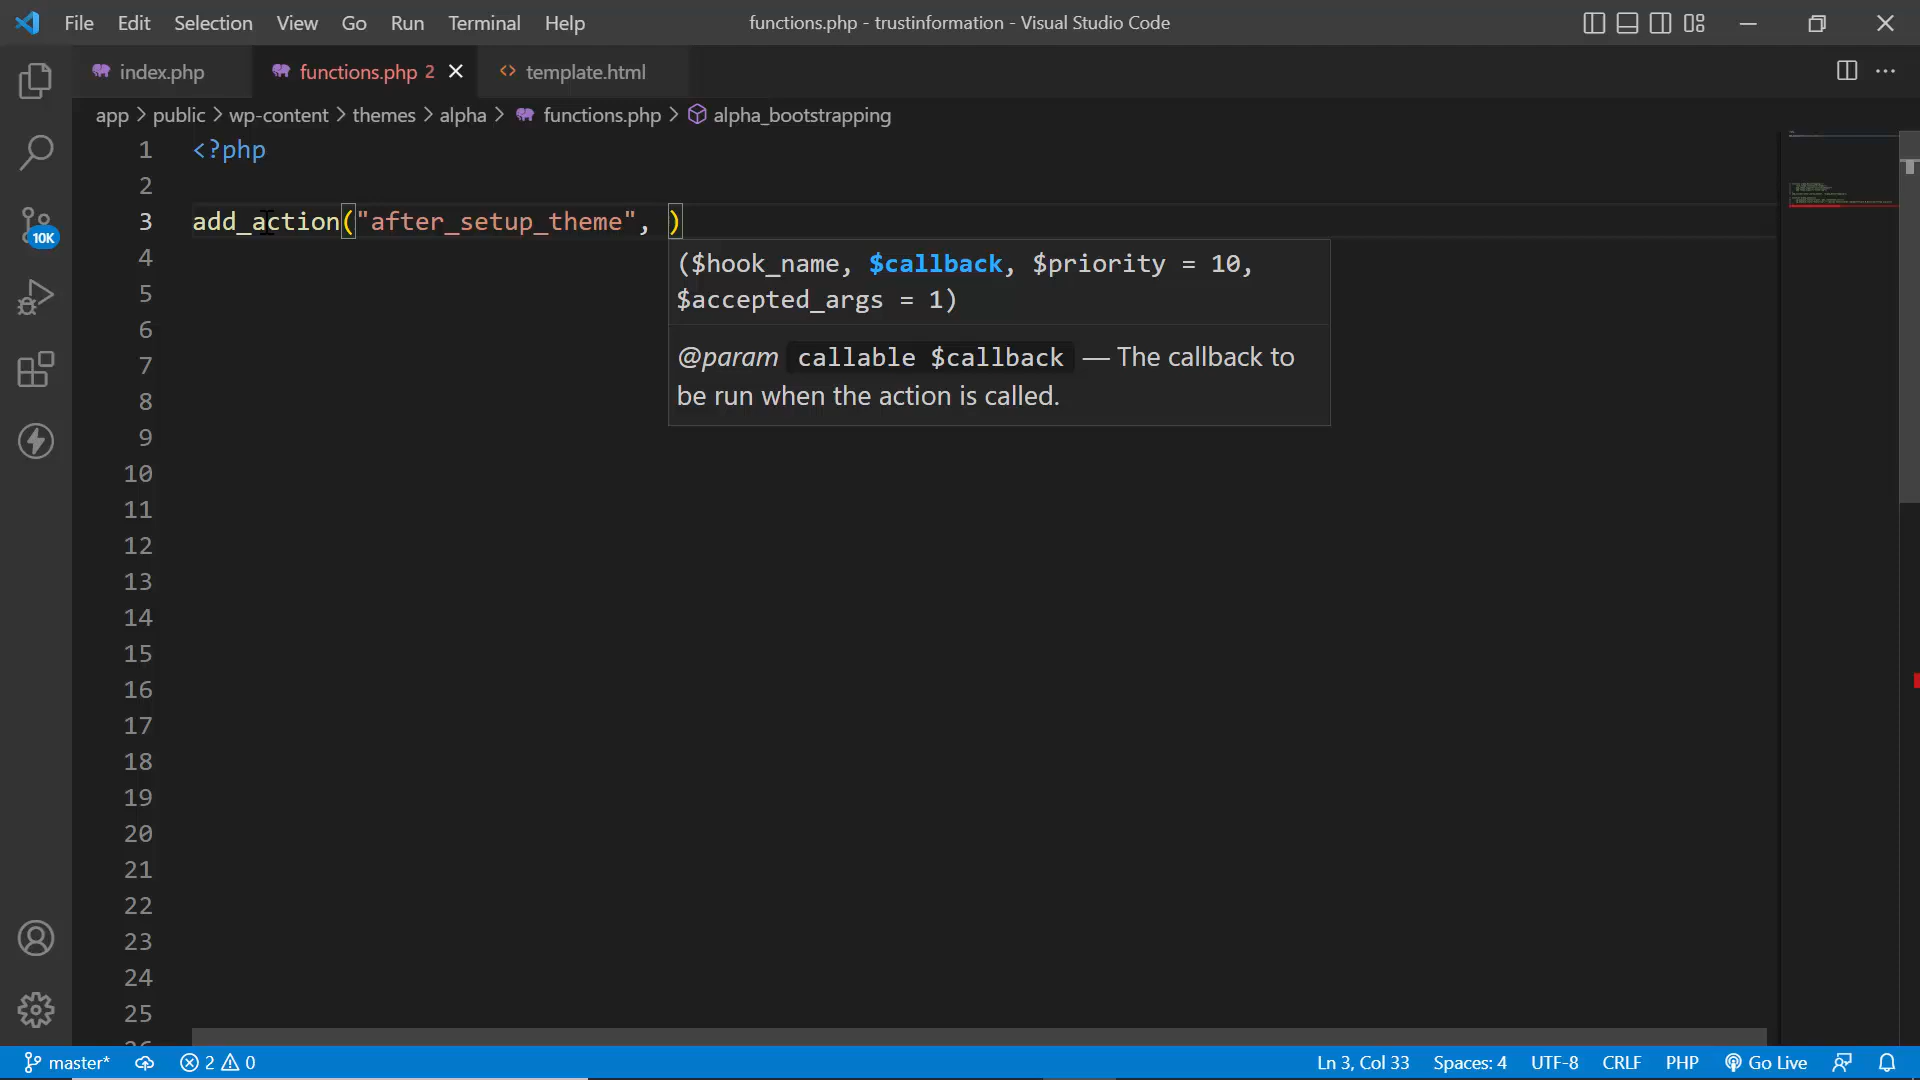 File Edit Selection View Go Run Terminal Help functions.php - trustinformation - Visual Studio Code
index.php functions.php 2 template.html
app > public > wp-content > themes > alpha > functions.php > alpha_bootstrapping
1 <?php
2
3 add_action("after_setup_theme", )
4 ($hook_name, $callback, $priority = 10,
5 $accepted_args = 1)
6
7 @param callable $callback — The callback to
8 be run when the action is called.
9
10
11
12
13
14
15
16
17
18
19
20
21
22
23
24
25
10K
master* 2 0 Ln 3, Col 33 Spaces: 4 UTF-8 CRLF PHP Go Live